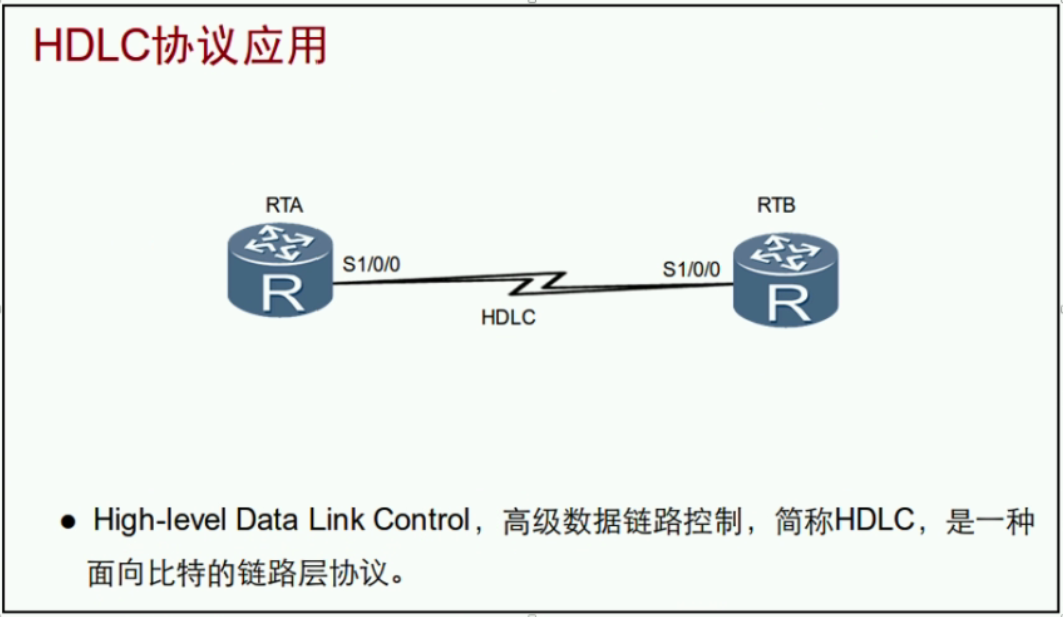 HDLC协议应用
RTA
RTB
R
S1/0/0
S1/0/0
R
HDLC
● High-level Data Link Control，高级数据链路控制，简称HDLC，是一种
面向比特的链路层协议。